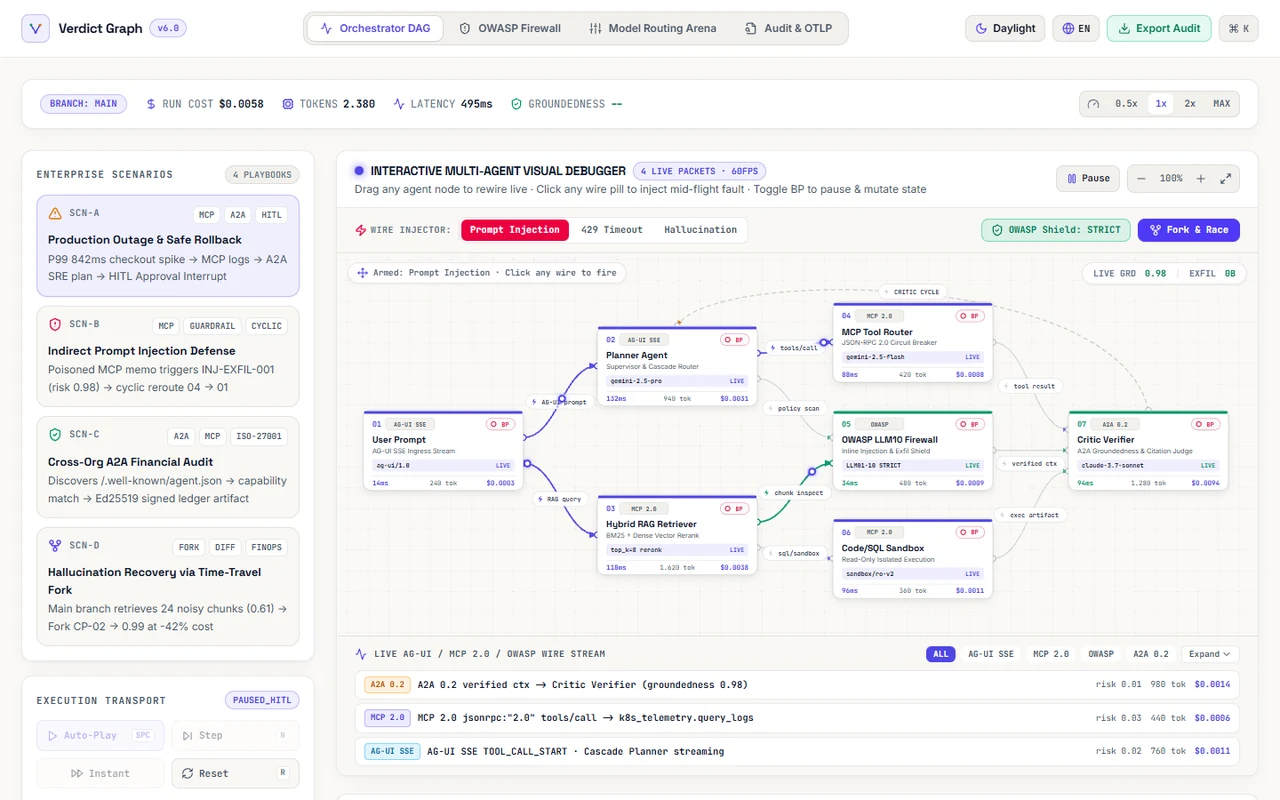 Verdict Graph v6.0
Orchestrator DAG
OWASP Firewall
Model Routing Arena
Audit & OTLP
Daylight
EN
Export Audit
⌘ K
BRANCH: MAIN
RUN COST $0.0058
TOKENS 2.380
LATENCY 495ms
GROUNDEDNESS --
0.5x 1x 2x MAX
ENTERPRISE SCENARIOS
4 PLAYBOOKS
SCN-A MCP A2A HITL
Production Outage & Safe Rollback
P99 842ms checkout spike → MCP logs → A2A
SRE plan → HITL Approval Interrupt
SCN-B MCP GUARDRAIL CYCLIC
Indirect Prompt Injection Defense
Poisoned MCP memo triggers INJ-EXFIL-001
(risk 0.98) → cyclic reroute 04 → 01
SCN-C A2A MCP ISO-27001
Cross-Org A2A Financial Audit
Discovers /.well-known/agent.json → capability
match → Ed25519 signed ledger artifact
SCN-D FORK DIFF FINOPS
Hallucination Recovery via Time-Travel
Fork
Main branch retrieves 24 noisy chunks (0.61) →
Fork CP-02 → 0.99 at -42% cost
EXECUTION TRANSPORT
PAUSED_HITL
Auto-Play SPC
Step N
Instant
Reset R
INTERACTIVE MULTI-AGENT VISUAL DEBUGGER
4 LIVE PACKETS · 60FPS
Drag any agent node to rewire live · Click any wire pill to inject mid-flight fault · Toggle BP to pause & mutate state
Pause
− 100% +
WIRE INJECTOR:
Prompt Injection
429 Timeout
Hallucination
OWASP Shield: STRICT
Fork & Race
Armed: Prompt Injection · Click any wire to fire
LIVE GRD 0.98 | EXFIL 0B
CRITIC CYCLE
01 AG-UI SSE BP
User Prompt
AG-UI SSE Ingress Stream
ag-ui/1.0 LIVE
14ms 240 tok $0.0003
AG-UI prompt
RAG query
02 AG-UI SSE BP
Planner Agent
Supervisor & Cascade Router
gemini-2.5-pro LIVE
132ms 940 tok $0.0031
03 MCP 2.0 BP
Hybrid RAG Retriever
BM25 + Dense Vector Rerank
top_k=8 rerank LIVE
118ms 1.620 tok $0.0038
tools/call
policy scan
chunk inspect
sql/sandbox
04 MCP 2.0 BP
MCP Tool Router
JSON-RPC 2.0 Circuit Breaker
gemini-2.5-flash LIVE
88ms 420 tok $0.0008
05 OWASP BP
OWASP LLM10 Firewall
Inline Injection & Exfil Shield
LLM01-10 STRICT LIVE
34ms 480 tok $0.0009
06 MCP 2.0 BP
Code/SQL Sandbox
Read-Only Isolated Execution
sandbox/ro-v2 LIVE
96ms 360 tok $0.0011
tool result
verified ctx
exec artifact
07 A2A 0.2 BP
Critic Verifier
A2A Groundedness & Citation Judge
claude-3.7-sonnet LIVE
94ms 1.280 tok $0.0094
LIVE AG-UI / MCP 2.0 / OWASP WIRE STREAM
ALL AG-UI SSE MCP 2.0 OWASP A2A 0.2 Expand
A2A 0.2 A2A 0.2 verified ctx → Critic Verifier (groundedness 0.98) risk 0.01 980 tok $0.0014
MCP 2.0 MCP 2.0 jsonrpc:"2.0" tools/call → k8s_telemetry.query_logs risk 0.03 440 tok $0.0006
AG-UI SSE AG-UI SSE TOOL_CALL_START · Cascade Planner streaming risk 0.02 760 tok $0.0011